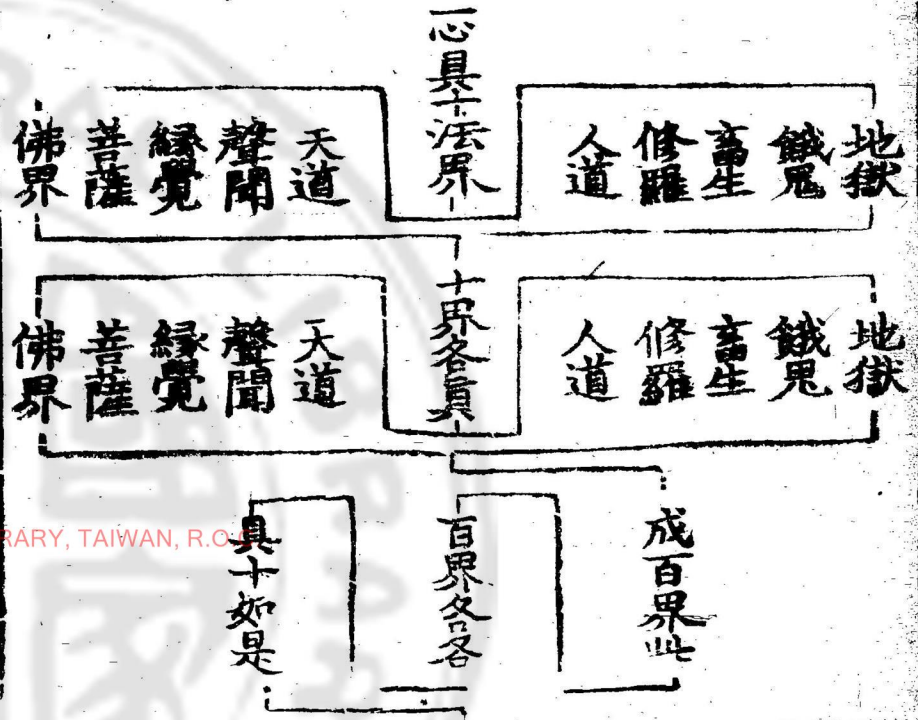 一心具十法界
地獄
餓鬼
畜生
修羅
人道
天道
聲聞
緣覺
菩薩
佛界
十界各具
地獄
餓鬼
畜生
修羅
人道
天道
聲聞
緣覺
菩薩
佛界
成百界此
百界各各
具十如是
RARY, TAIWAN, R.O.C